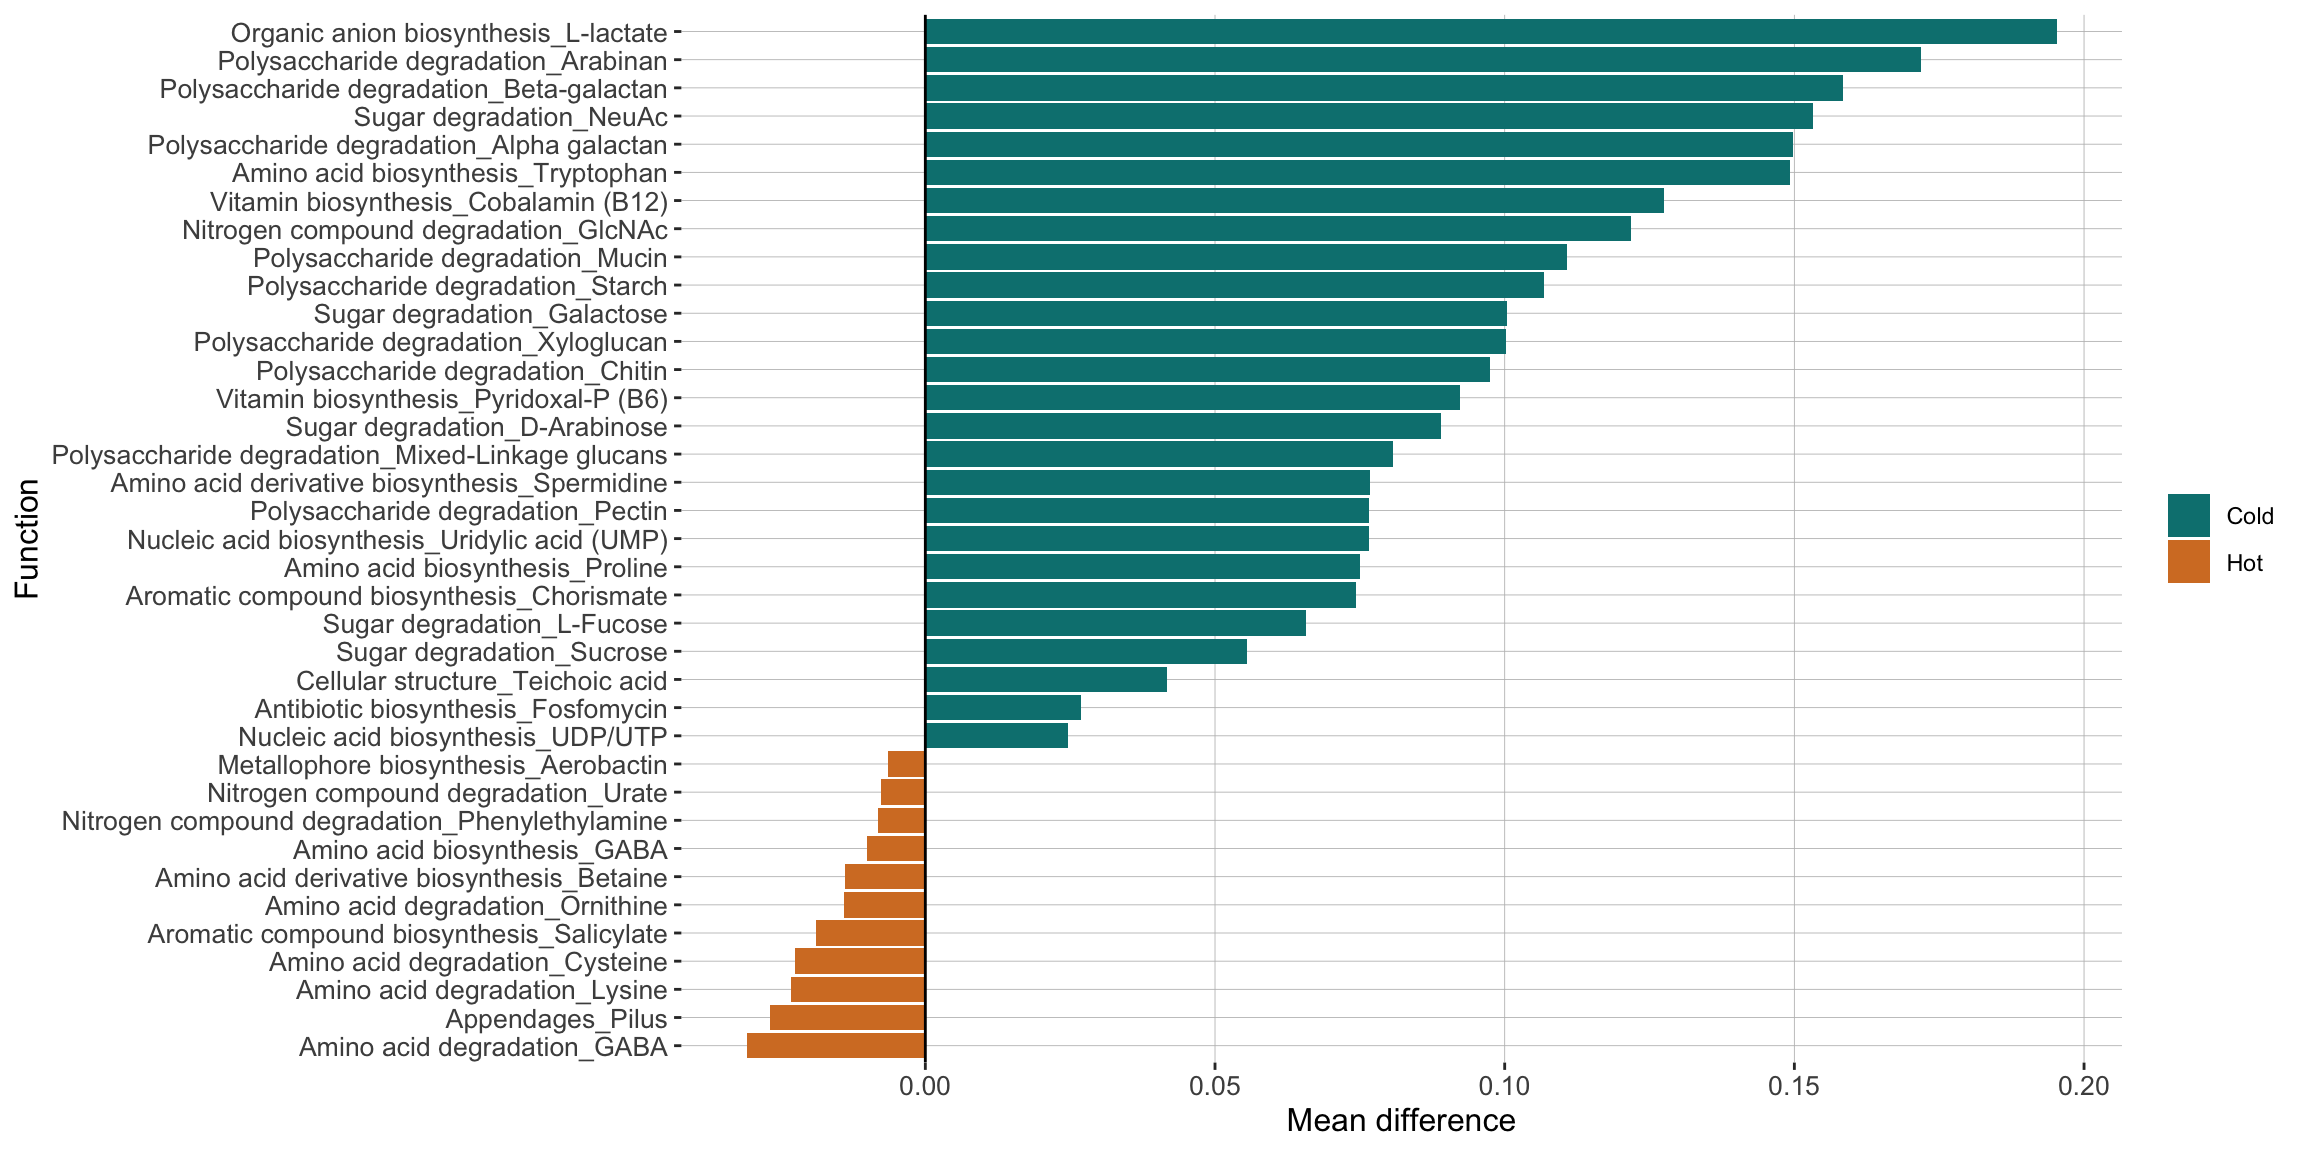 Organic anion biosynthesis_L-lactate
Polysaccharide degradation_Arabinan
Polysaccharide degradation_Beta-galactan
Sugar degradation_NeuAc
Polysaccharide degradation_Alpha galactan
Amino acid biosynthesis_Tryptophan
Vitamin biosynthesis_Cobalamin (B12)
Nitrogen compound degradation_GlcNAc
Polysaccharide degradation_Mucin
Polysaccharide degradation_Starch
Sugar degradation_Galactose
Polysaccharide degradation_Xyloglucan
Polysaccharide degradation_Chitin
Vitamin biosynthesis_Pyridoxal-P (B6)
Sugar degradation_D-Arabinose
Polysaccharide degradation_Mixed-Linkage glucans
Amino acid derivative biosynthesis_Spermidine
Polysaccharide degradation_Pectin
Nucleic acid biosynthesis_Uridylic acid (UMP)
Amino acid biosynthesis_Proline
Aromatic compound biosynthesis_Chorismate
Sugar degradation_L-Fucose
Sugar degradation_Sucrose
Cellular structure_Teichoic acid
Antibiotic biosynthesis_Fosfomycin
Nucleic acid biosynthesis_UDP/UTP
Metallophore biosynthesis_Aerobactin
Nitrogen compound degradation_Urate
Nitrogen compound degradation_Phenylethylamine
Amino acid biosynthesis_GABA
Amino acid derivative biosynthesis_Betaine
Amino acid degradation_Ornithine
Aromatic compound biosynthesis_Salicylate
Amino acid degradation_Cysteine
Amino acid degradation_Lysine
Appendages_Pilus
Amino acid degradation_GABA
Function
0.00 0.05 0.10 0.15 0.20
Mean difference
Cold
Hot